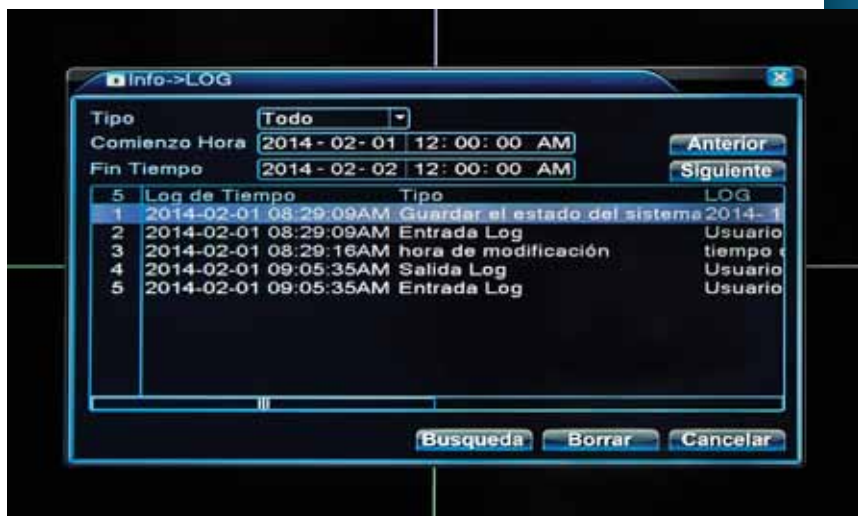 Info->LOG
Tipo Todo
Comienzo Hora 2014-02-01 12:00:00 AM Anterior
Fin Tiempo 2014-02-02 12:00:00 AM Siguiente
5 Log de Tiempo Tipo LOG
1 2014-02-01 08:29:09AM Guardar el estado del sistema 2014- 1
2 2014-02-01 08:29:09AM Entrada Log Usuario
3 2014-02-01 08:29:16AM hora de modificación tiempo
4 2014-02-01 09:05:35AM Salida Log Usuario
5 2014-02-01 09:05:35AM Entrada Log Usuario
Busqueda Borrar Cancelar